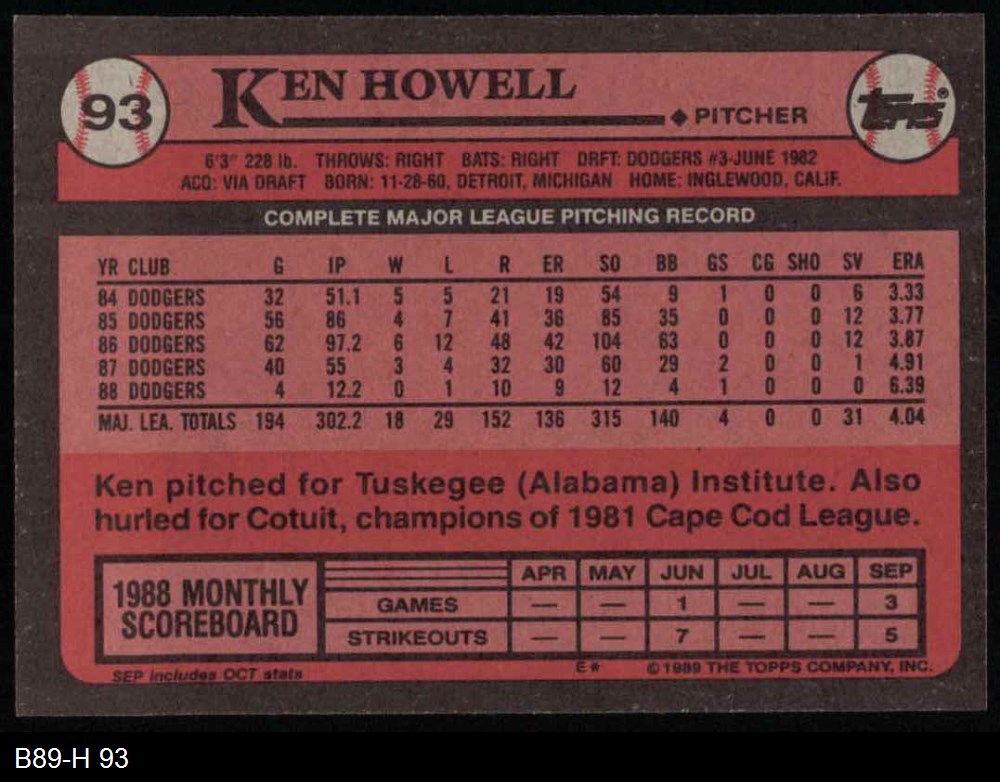 93
KEN HOWELL
◆ PITCHER
TOPPS®
6'3" 228 lb. THROWS: RIGHT BATS: RIGHT DRFT: DODGERS #3-JUNE 1982
ACQ: VIA DRAFT BORN: 11-28-60, DETROIT, MICHIGAN HOME: INGLEWOOD, CALIF.
COMPLETE MAJOR LEAGUE PITCHING RECORD
YR CLUB G IP W L R ER SO BB GS CG SHO SV ERA
84 DODGERS 32 51.1 5 5 21 19 54 9 1 0 0 6 3.33
85 DODGERS 56 86 4 7 41 36 85 35 0 0 0 12 3.77
86 DODGERS 62 97.2 6 12 48 42 104 63 0 0 0 12 3.87
87 DODGERS 40 55 3 4 32 30 60 29 2 0 0 1 4.91
88 DODGERS 4 12.2 0 1 10 9 12 4 1 0 0 0 6.39
MAJ. LEA. TOTALS 194 302.2 18 29 152 136 315 140 4 0 0 31 4.04
Ken pitched for Tuskegee (Alabama) Institute. Also
hurled for Cotuit, champions of 1981 Cape Cod League.
1988 MONTHLY
SCOREBOARD
APR MAY JUN JUL AUG SEP
GAMES — — 1 — — 3
STRIKEOUTS — — 7 — — 5
SEP includes OCT stats
E* ©1989 THE TOPPS COMPANY, INC.
B89-H 93